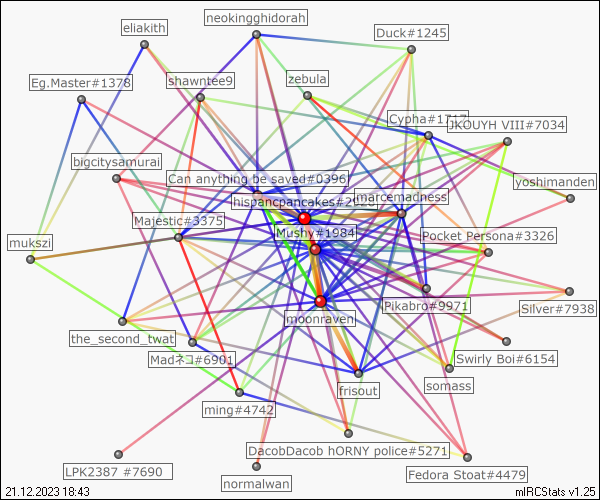 neokingghidorah
eliakith
Duck#1245
shawntee9
zebula
Eg.Master#1378
Cypha#1717
JKOUYH VIII#7034
bigcitysamurai
Can anything be saved#0396
yoshimanden
marcemadness
hispancpancakes#2
Majestic#3375
Mushy#1984
Pocket Persona#3326
mukszi
Pikabro#9971
Silver#7938
moonraven
the_second_twat
Madネコ#6901
Swirly Boi#6154
frisout
somass
ming#4742
DacobDacob hORNY police#5271
LPK2387 #7690
Fedora Stoat#4479
normalwan
21.12.2023 18:43
mIRCStats v1.25